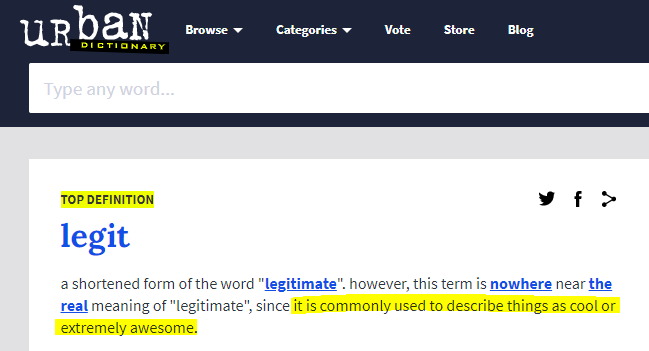 urban
DICTIONARY
Browse Categories Vote Store Blog
Type any word...
TOP DEFINITION
legit
a shortened form of the word "legitimate". however, this term is nowhere near the
real meaning of "legitimate", since it is commonly used to describe things as cool or
extremely awesome.